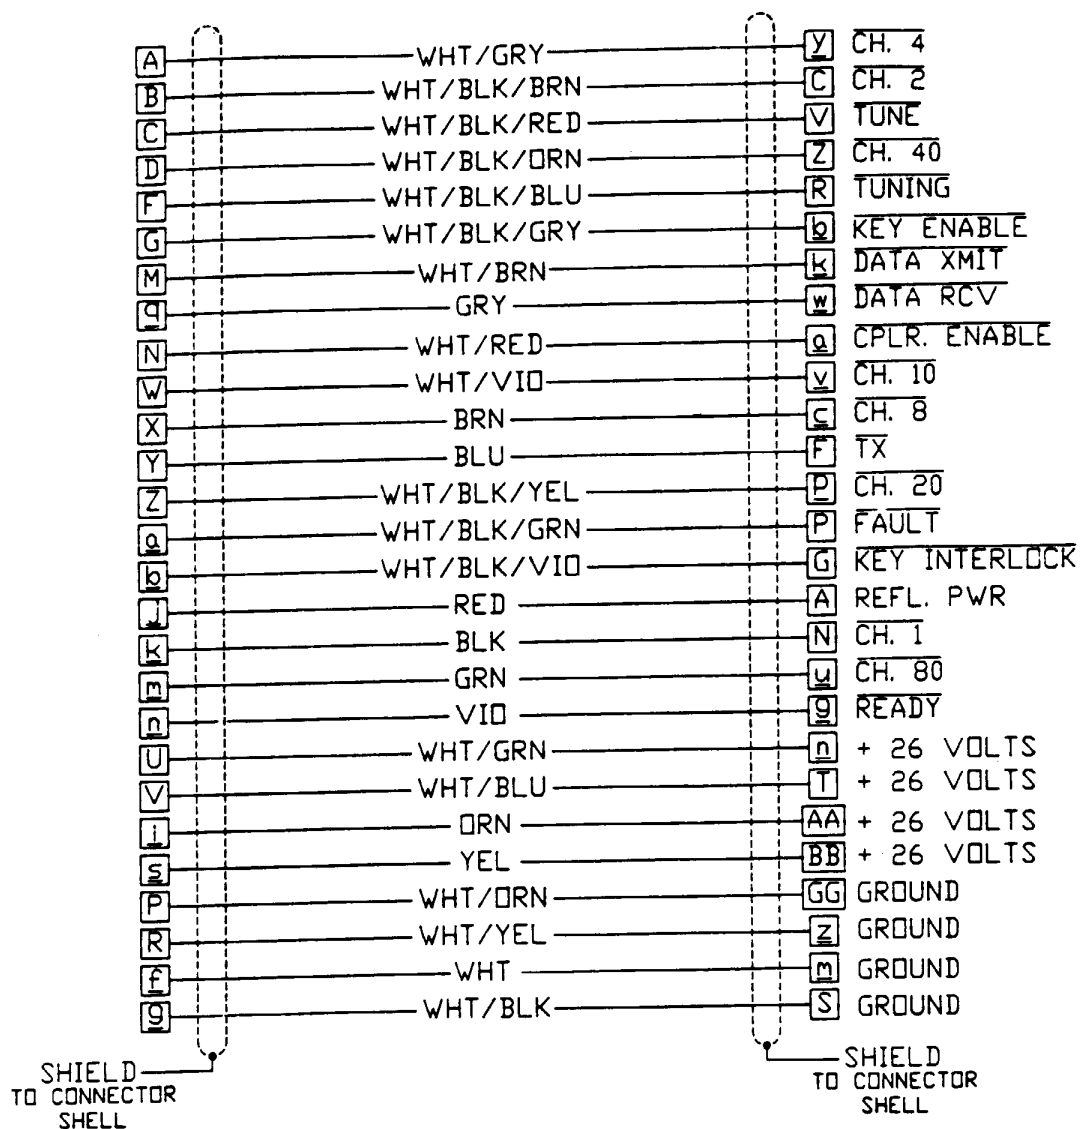 A WHT/GRY y CH. 4
B WHT/BLK/BRN C CH. 2
C WHT/BLK/RED V TUNE
D WHT/BLK/ORN Z CH. 40
F WHT/BLK/BLU R TUNING
G WHT/BLK/GRY b KEY ENABLE
M WHT/BRN k DATA XMIT
q GRY w DATA RCV
N WHT/RED a CPLR. ENABLE
W WHT/VIO v CH. 10
X BRN c CH. 8
Y BLU F TX
Z WHT/BLK/YEL P CH. 20
a WHT/BLK/GRN P FAULT
b WHT/BLK/VIO G KEY INTERLOCK
j RED A REFL. PWR
k BLK N CH. 1
m GRN u CH. 80
n VIO g READY
U WHT/GRN n + 26 VOLTS
V WHT/BLU T + 26 VOLTS
i ORN AA + 26 VOLTS
s YEL BB + 26 VOLTS
P WHT/ORN GG GROUND
R WHT/YEL z GROUND
f WHT m GROUND
g WHT/BLK S GROUND
SHIELD
TO CONNECTOR
SHELL
SHIELD
TO CONNECTOR
SHELL